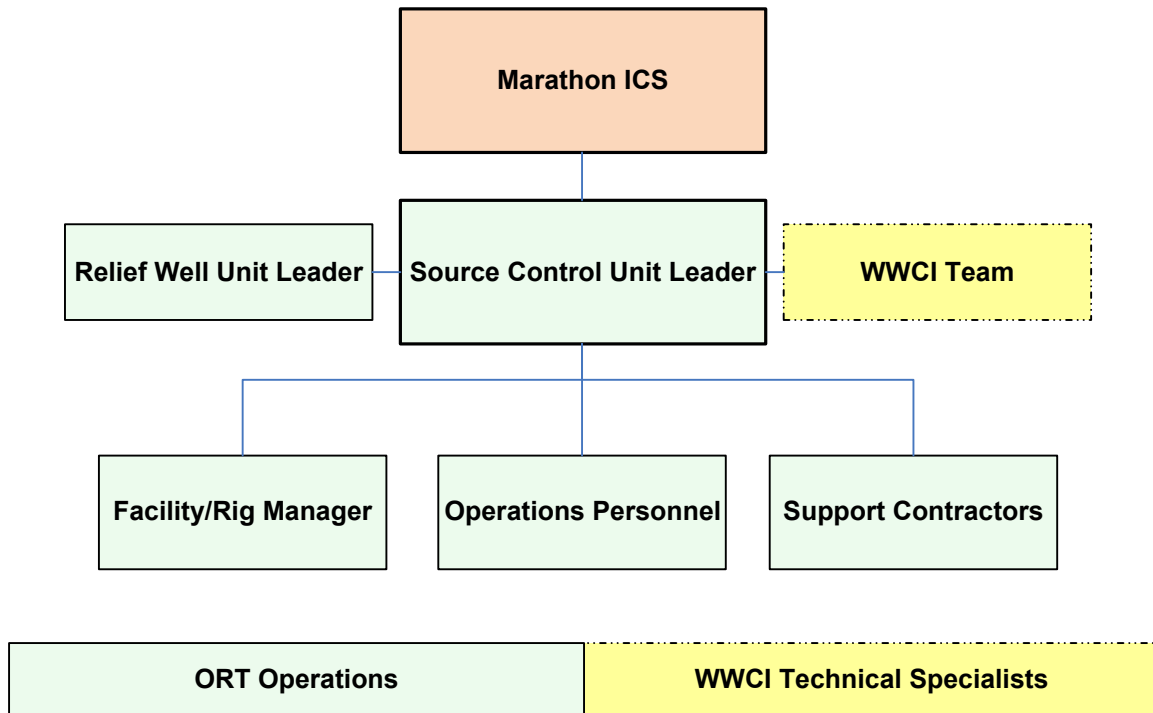 Marathon ICS
Relief Well Unit Leader
Source Control Unit Leader
WWCI Team
Facility/Rig Manager
Operations Personnel
Support Contractors
ORT Operations
WWCI Technical Specialists